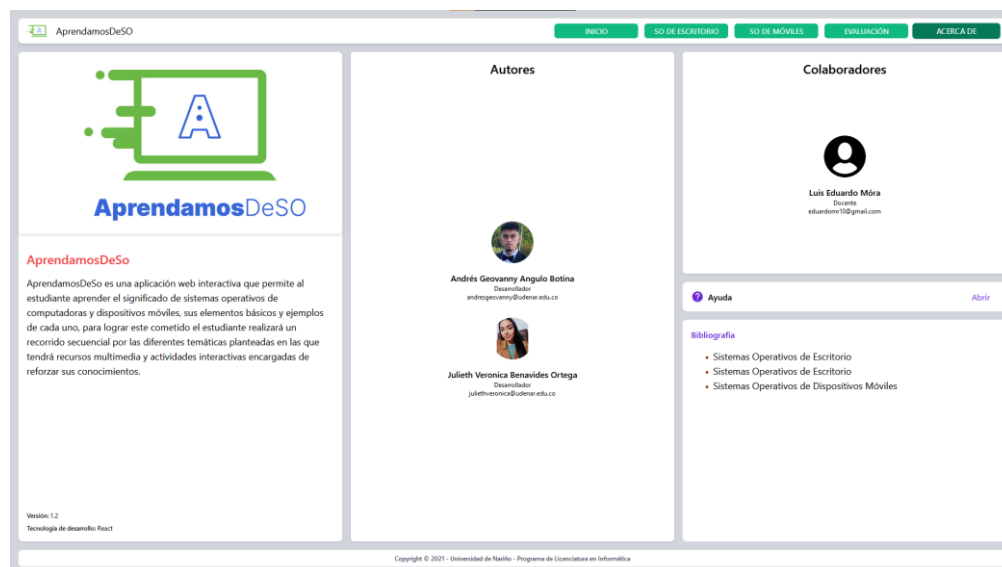 AprendamosDeSO
INICIO
SO DE ESCRITORIO
SO DE MÓVILES
EVALUACIÓN
ACERCA DE
A
AprendamosDeSO
AprendamosDeSo
AprendamosDeSo es una aplicación web interactiva que permite al
estudiante aprender el significado de sistemas operativos de
computadoras y dispositivos móviles, sus elementos básicos y ejemplos
de cada uno, para lograr este cometido el estudiante realizará un
recorrido secuencial por las diferentes temáticas planteadas en las que
tendrá recursos multimedia y actividades interactivas encargadas de
reforzar sus conocimientos.
Versión: 1.2
Tecnología de desarrollo: React
Autores
Andrés Geovanny Angulo Botina
Desarrollador
andresgeovanny@udenar.edu.co
Julieth Veronica Benavides Ortega
Desarrollador
juliethveronica@udenar.edu.co
Colaboradores
Luis Eduardo Móra
Docente
eduardomr10@gmail.com
Ayuda
Abrir
Bibliografia
• Sistemas Operativos de Escritorio
• Sistemas Operativos de Escritorio
• Sistemas Operativos de Dispositivos Móviles
Copyright © 2021 - Universidad de Nariño - Programa de Licenciatura en Informática